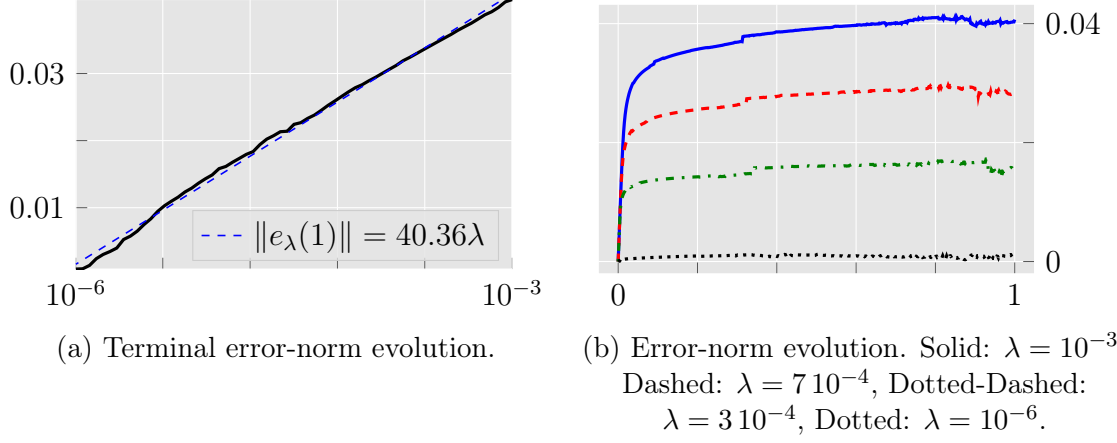 0.03
0.01
‖e_λ(1)‖ = 40.36λ
10^{-6}
10^{-3}
0.04
0
0
1
(a) Terminal error-norm evolution.
(b) Error-norm evolution. Solid: λ = 10^{-3}
Dashed: λ = 7 10^{-4}, Dotted-Dashed:
λ = 3 10^{-4}, Dotted: λ = 10^{-6}.